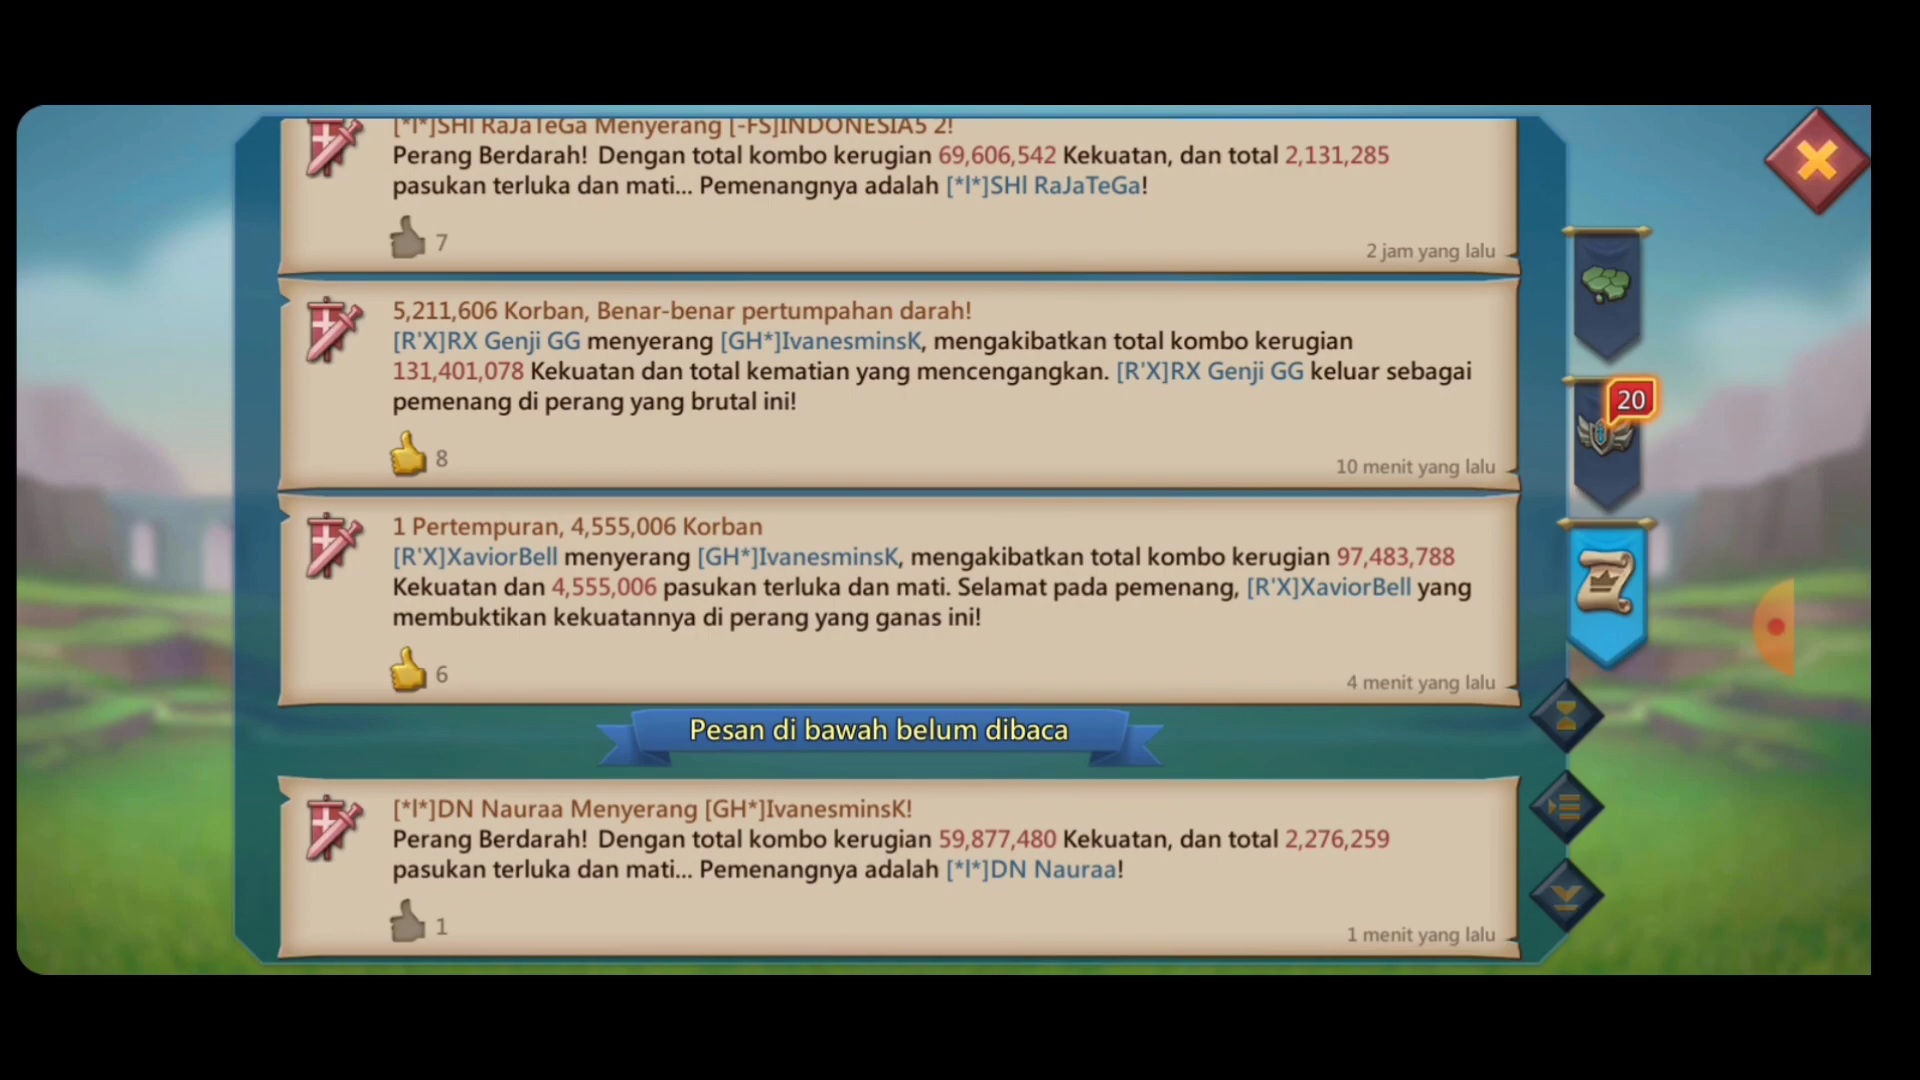 [*l*]SHl RaJaTeGa Menyerang [-FS]INDONESIA5 2!
Perang Berdarah! Dengan total kombo kerugian 69,606,542 Kekuatan, dan total 2,131,285
pasukan terluka dan mati... Pemenangnya adalah [*l*]SHl RaJaTeGa!
7
2 jam yang lalu
5,211,606 Korban, Benar-benar pertumpahan darah!
[R'X]RX Genji GG menyerang [GH*]IvanesminsK, mengakibatkan total kombo kerugian
131,401,078 Kekuatan dan total kematian yang mencengangkan. [R'X]RX Genji GG keluar sebagai
pemenang di perang yang brutal ini!
8
10 menit yang lalu
20
1 Pertempuran, 4,555,006 Korban
[R'X]XaviorBell menyerang [GH*]IvanesminsK, mengakibatkan total kombo kerugian 97,483,788
Kekuatan dan 4,555,006 pasukan terluka dan mati. Selamat pada pemenang, [R'X]XaviorBell yang
membuktikan kekuatannya di perang yang ganas ini!
6
4 menit yang lalu
Pesan di bawah belum dibaca
[*l*]DN Nauraa Menyerang [GH*]IvanesminsK!
Perang Berdarah! Dengan total kombo kerugian 59,877,480 Kekuatan, dan total 2,276,259
pasukan terluka dan mati... Pemenangnya adalah [*l*]DN Nauraa!
1
1 menit yang lalu